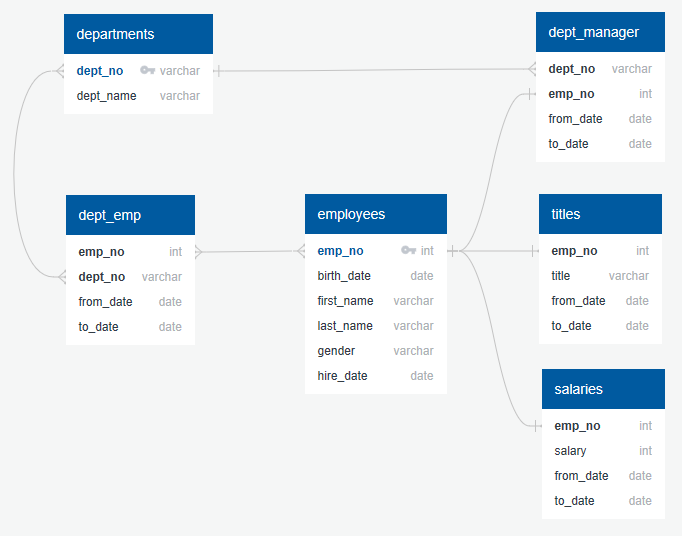 departments
dept_no varchar
dept_name varchar
dept_manager
dept_no varchar
emp_no int
from_date date
to_date date
dept_emp
emp_no int
dept_no varchar
from_date date
to_date date
employees
emp_no int
birth_date date
first_name varchar
last_name varchar
gender varchar
hire_date date
titles
emp_no int
title varchar
from_date date
to_date date
salaries
emp_no int
salary int
from_date date
to_date date